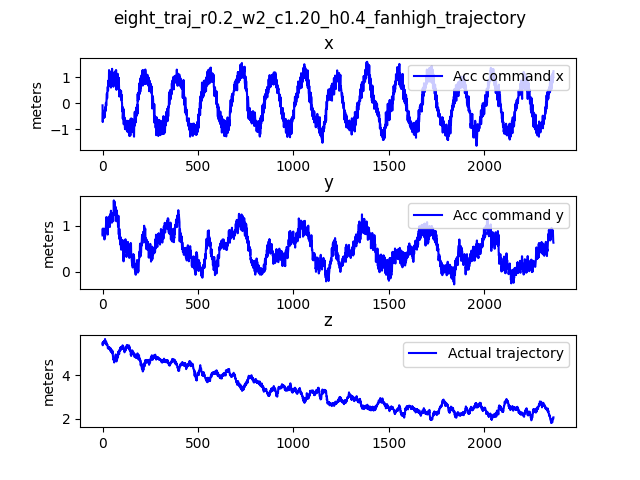 eight_traj_r0.2_w2_c1.20_h0.4_fanhigh_trajectory
x
Acc command x
meters
1
0
−1
0
500
1000
1500
2000
y
Acc command y
meters
1
0
0
500
1000
1500
2000
z
Actual trajectory
meters
4
2
0
500
1000
1500
2000